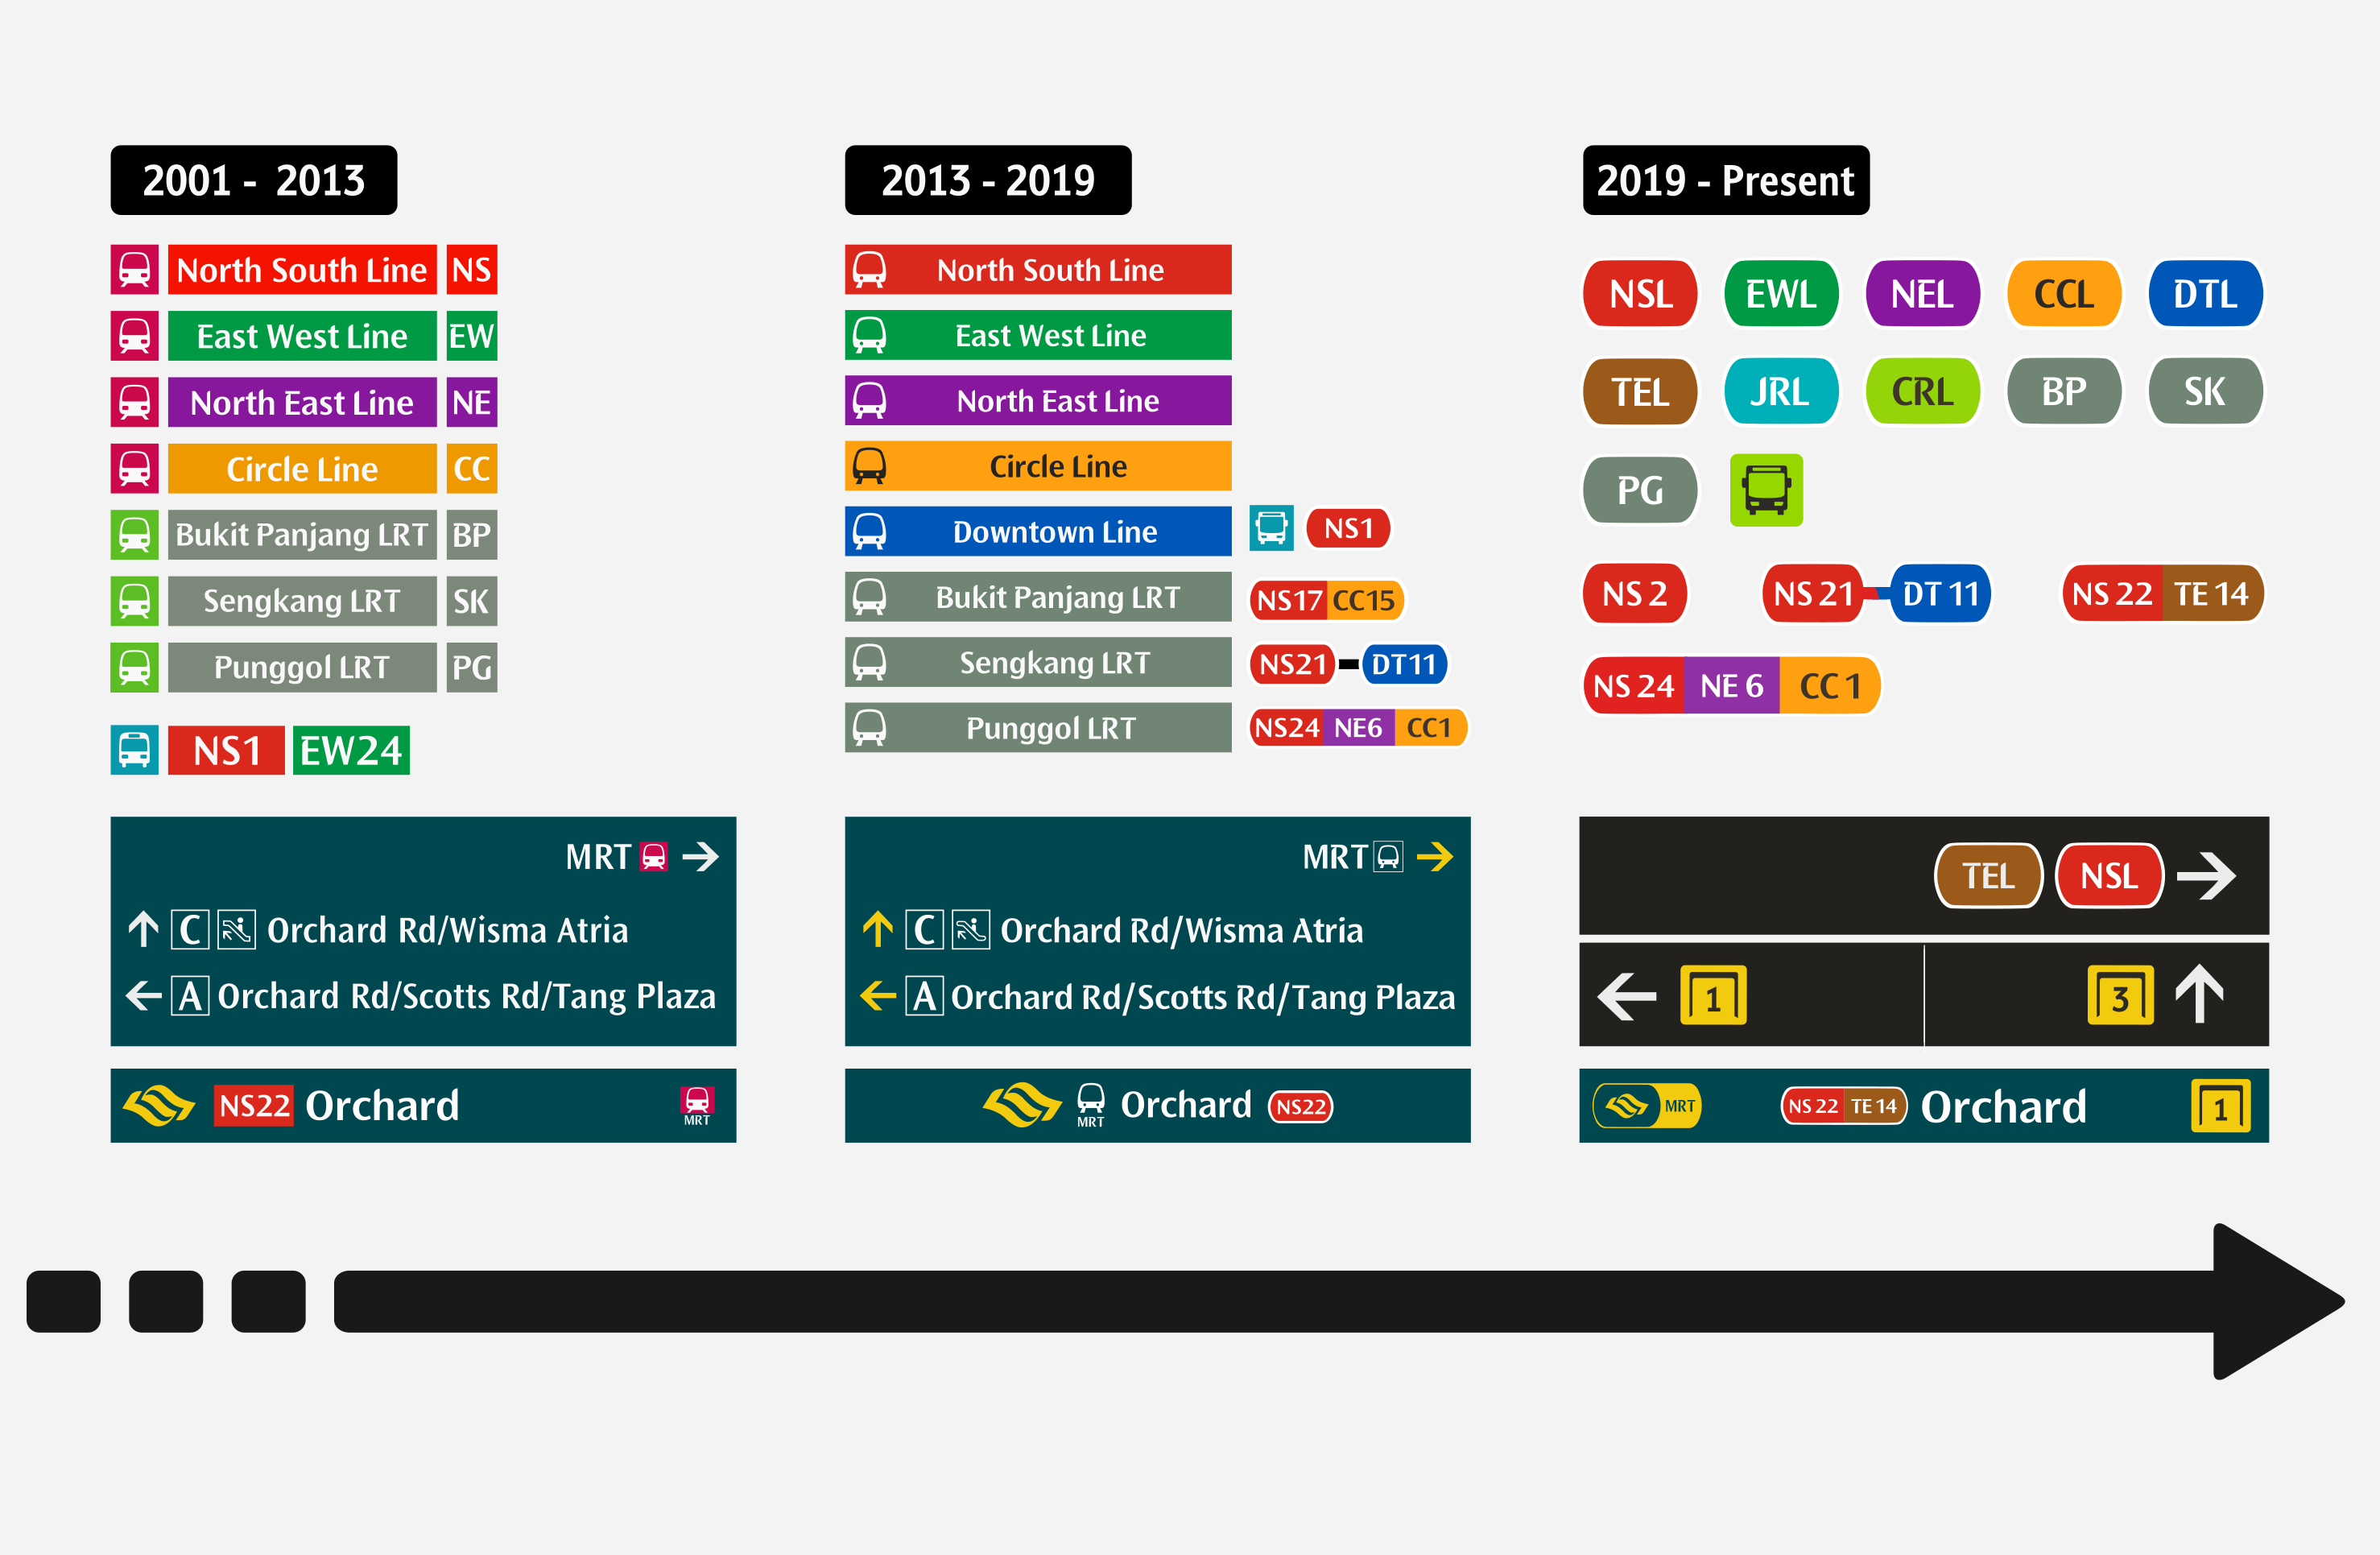 2001 - 2013
North South Line NS
East West Line EW
North East Line NE
Circle Line CC
Bukit Panjang LRT BP
Sengkang LRT SK
Punggol LRT PG
NS1 EW24
MRT
C Orchard Rd/Wisma Atria
A Orchard Rd/Scotts Rd/Tang Plaza
NS22 Orchard
MRT
2013 - 2019
North South Line
East West Line
North East Line
Circle Line
Downtown Line
Bukit Panjang LRT
Sengkang LRT
Punggol LRT
NS1
NS17 CC15
NS21 DT11
NS24 NE6 CC1
MRT
C Orchard Rd/Wisma Atria
A Orchard Rd/Scotts Rd/Tang Plaza
MRT Orchard NS22
2019 - Present
NSL EWL NEL CCL DTL
TEL JRL CRL BP SK
PG
NS 2 NS 21 DT 11 NS 22 TE 14
NS 24 NE 6 CC 1
TEL NSL
1 3
MRT NS 22 TE 14 Orchard 1